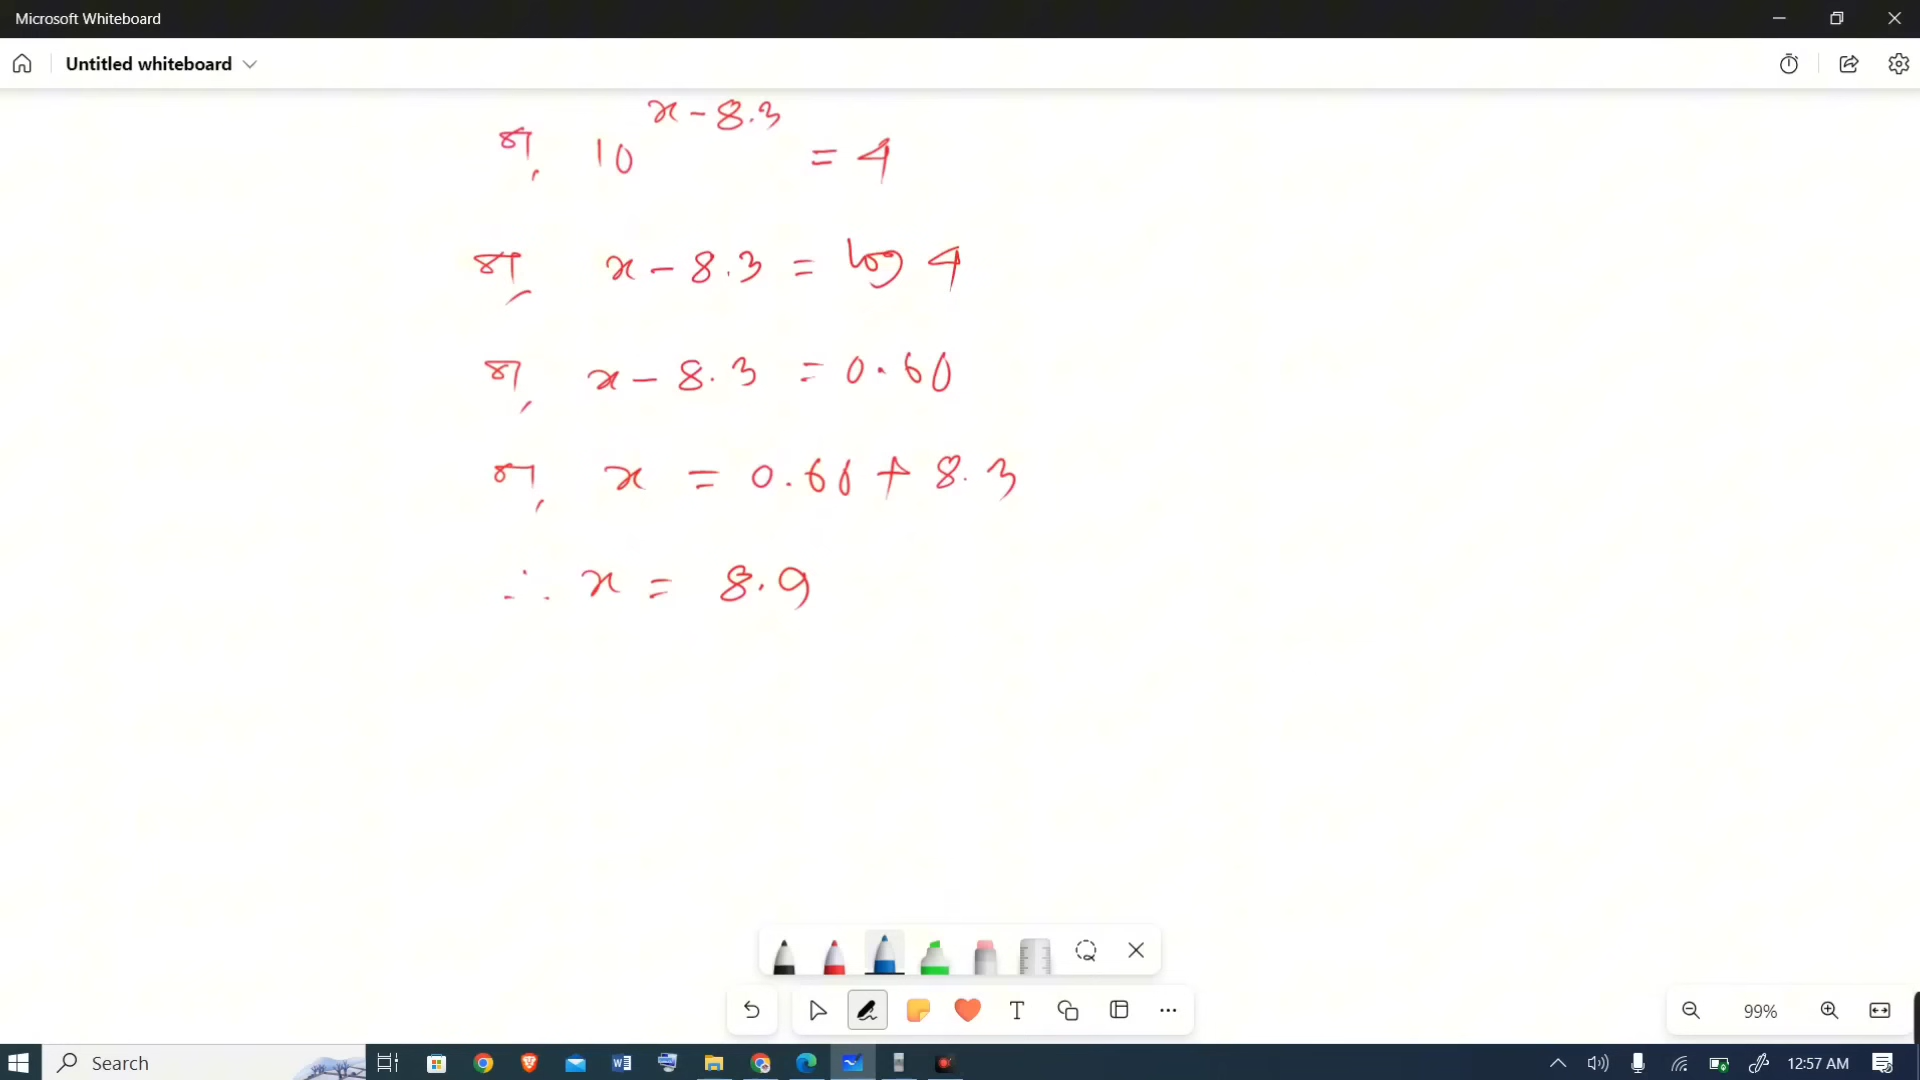 Microsoft Whiteboard
Untitled whiteboard
বা, 10^{x-8.3} = 4
বা, x - 8.3 = log 4
বা, x - 8.3 = 0.60
বা, x = 0.60 + 8.3
∴ x = 8.9
99%
Search
12:57 AM